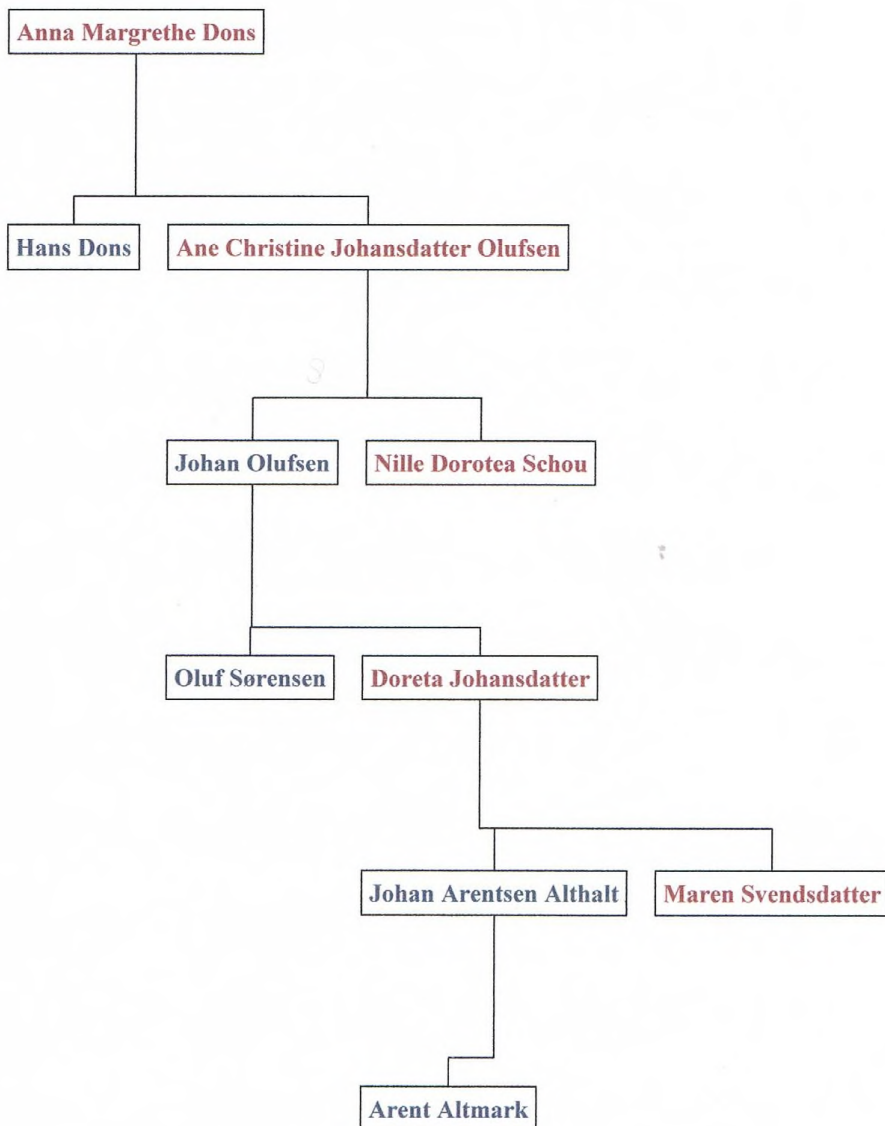 Anna Margrethe Dons
Hans Dons
Ane Christine Johansdatter Olufsen
Johan Olufsen
Nille Dorotea Schou
Oluf Sørensen
Doreta Johansdatter
Johan Arentsen Althalt
Maren Svendsdatter
Arent Altmark